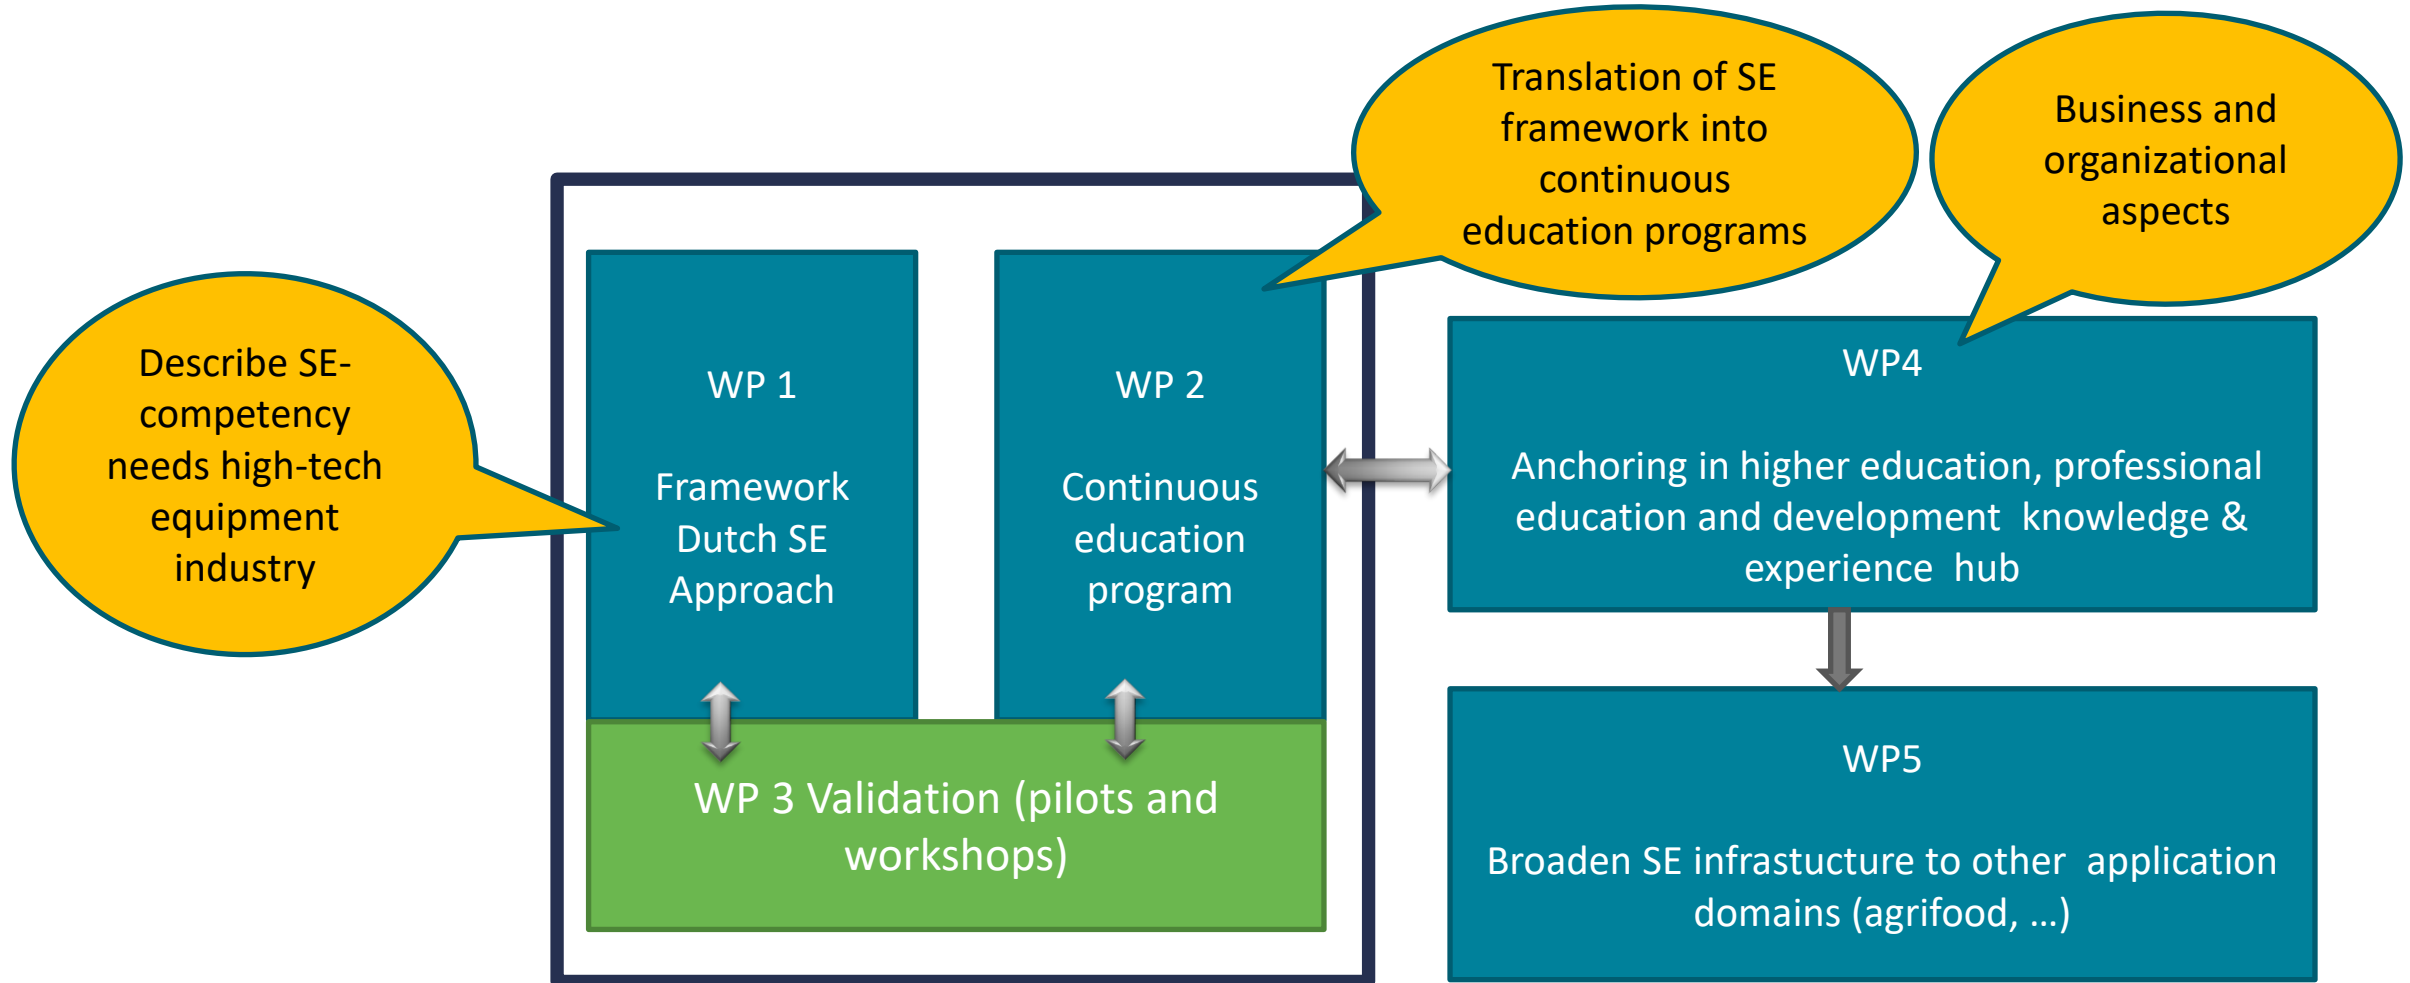 Translation of SE
framework into
continuous
education programs
Business and
organizational
aspects
Describe SE-
competency
needs high-tech
equipment
industry
WP 1
Framework
Dutch SE
Approach
WP 2
Continuous
education
program
WP 3 Validation (pilots and
workshops)
WP4
Anchoring in higher education, professional
education and development knowledge &
experience hub
WP5
Broaden SE infrastucture to other application
domains (agrifood, ...)